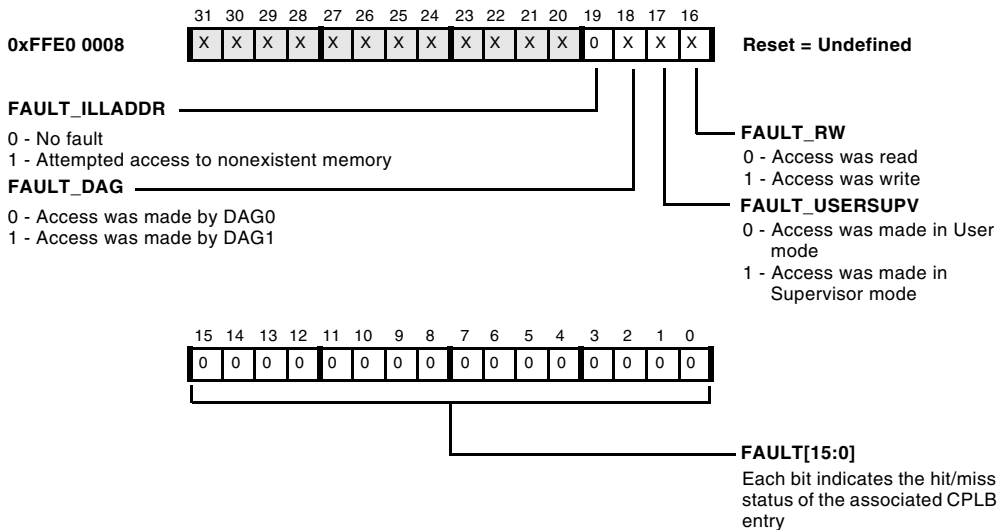 31 30 29 28 27 26 25 24 23 22 21 20 19 18 17 16
0xFFE0 0008 X X X X X X X X X X X X 0 X X X Reset = Undefined
FAULT_ILLADDR
0 - No fault
1 - Attempted access to nonexistent memory
FAULT_DAG
0 - Access was made by DAG0
1 - Access was made by DAG1
FAULT_RW
0 - Access was read
1 - Access was write
FAULT_USERSUPV
0 - Access was made in User
mode
1 - Access was made in
Supervisor mode
15 14 13 12 11 10 9 8 7 6 5 4 3 2 1 0
0 0 0 0 0 0 0 0 0 0 0 0 0 0 0 0
FAULT[15:0]
Each bit indicates the hit/miss
status of the associated CPLB
entry